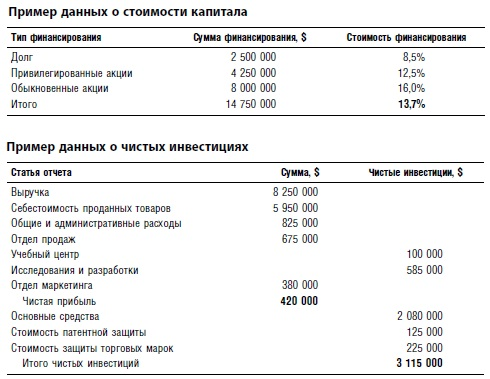 Пример данных о стоимости капитала
Тип финансирования Сумма финансирования, $ Стоимость финансирования
Долг 2 500 000 8,5%
Привилегированные акции 4 250 000 12,5%
Обыкновенные акции 8 000 000 16,0%
Итого 14 750 000 13,7%
Пример данных о чистых инвестициях
Статья отчета Сумма, $ Чистые инвестиции, $
Выручка 8 250 000
Себестоимость проданных товаров 5 950 000
Общие и административные расходы 825 000
Отдел продаж 675 000
Учебный центр 100 000
Исследования и разработки 585 000
Отдел маркетинга 380 000
Чистая прибыль 420 000
Основные средства 2 080 000
Стоимость патентной защиты 125 000
Стоимость защиты торговых марок 225 000
Итого чистых инвестиций 3 115 000